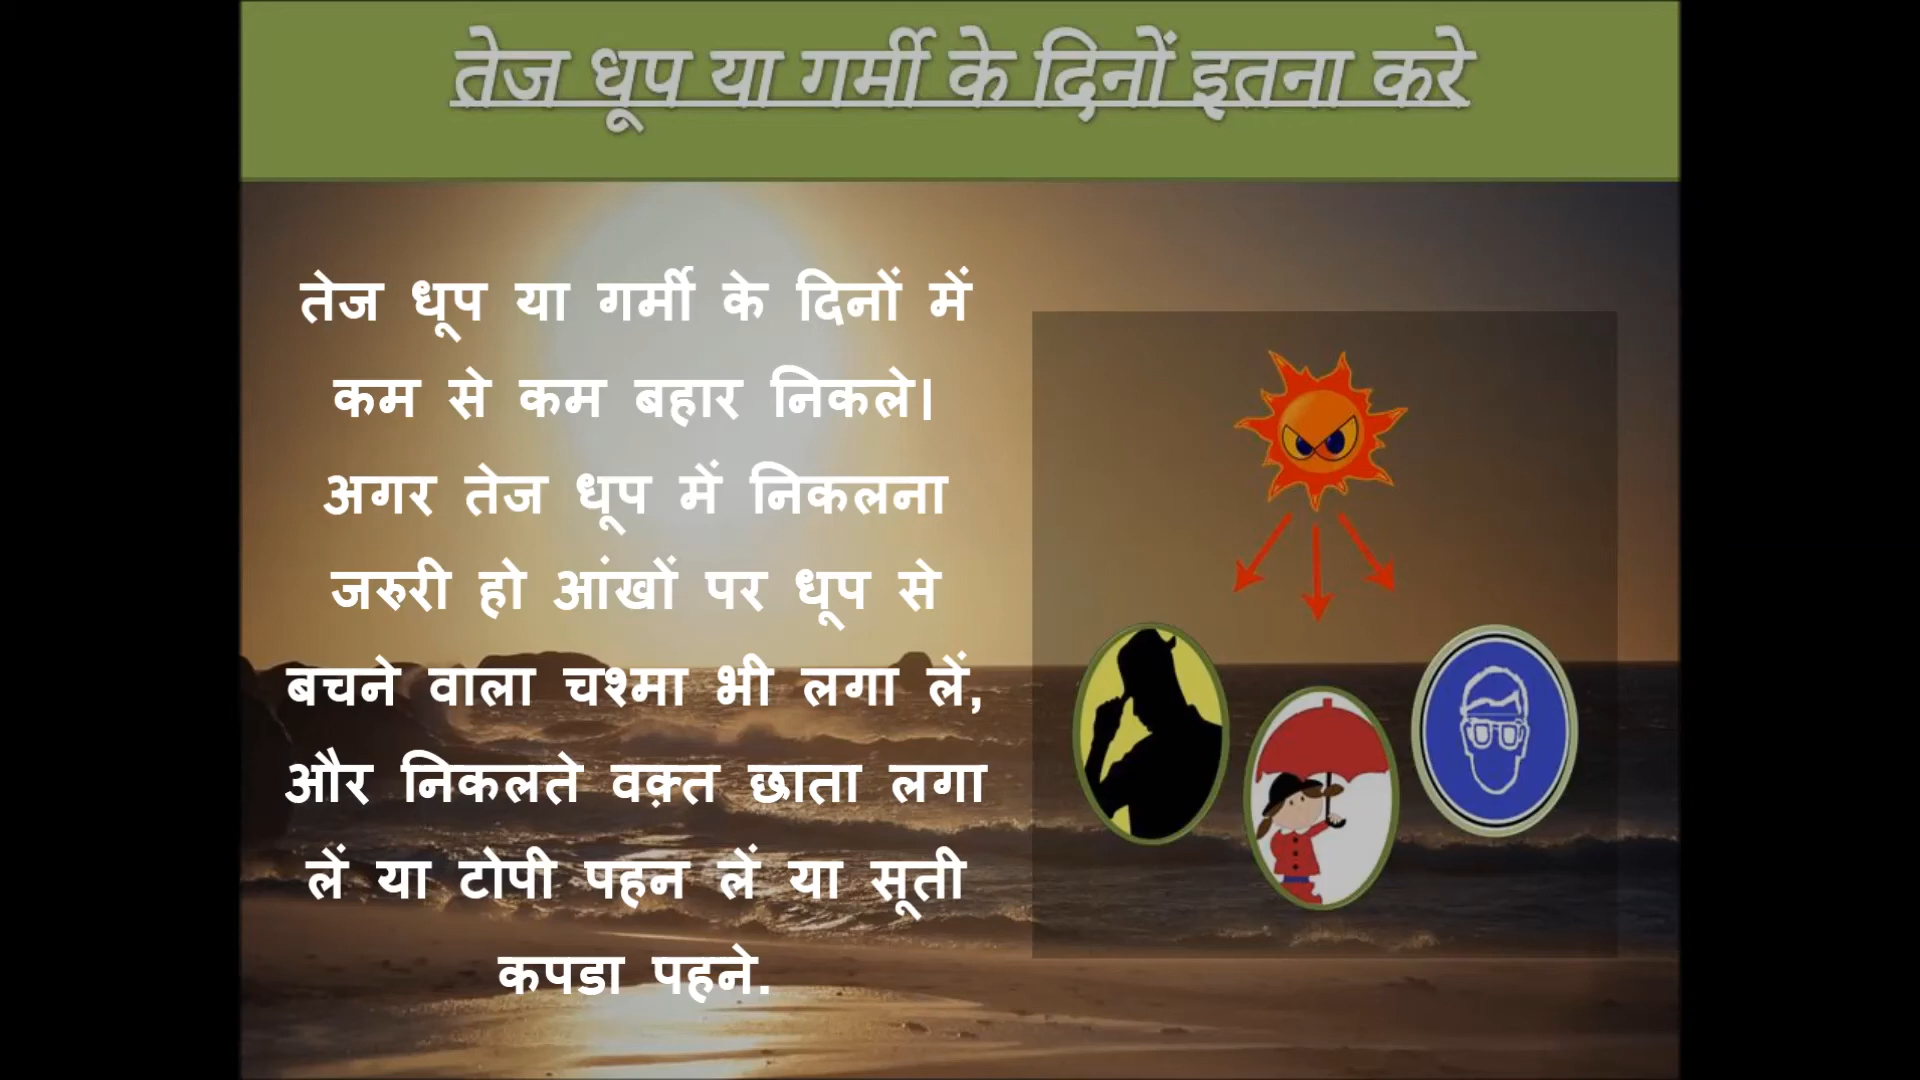 तेज धूप या गर्मी के दिनों इतना करे
तेज धूप या गर्मी के दिनों में
कम से कम बहार निकले।
अगर तेज धूप में निकलना
जरुरी हो आंखों पर धूप से
बचने वाला चश्मा भी लगा लें,
और निकलते वक़्त छाता लगा
लें या टोपी पहन लें या सूती
कपडा पहने.